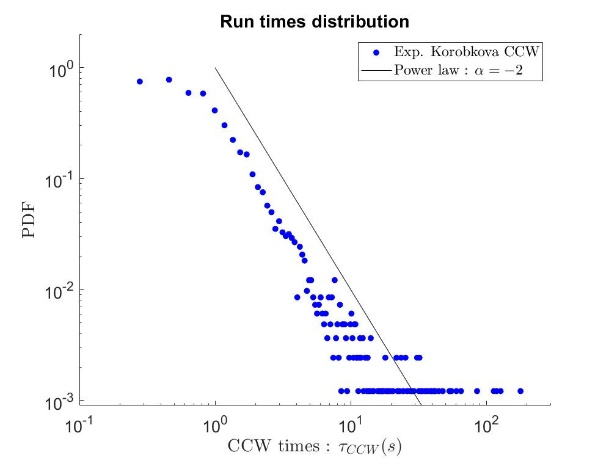 Run times distribution
Exp. Korobkova CCW
Power law : α = −2
PDF
10^0
10^-1
10^-2
10^-3
10^-1
10^0
10^1
10^2
CCW times : τ_CCW(s)